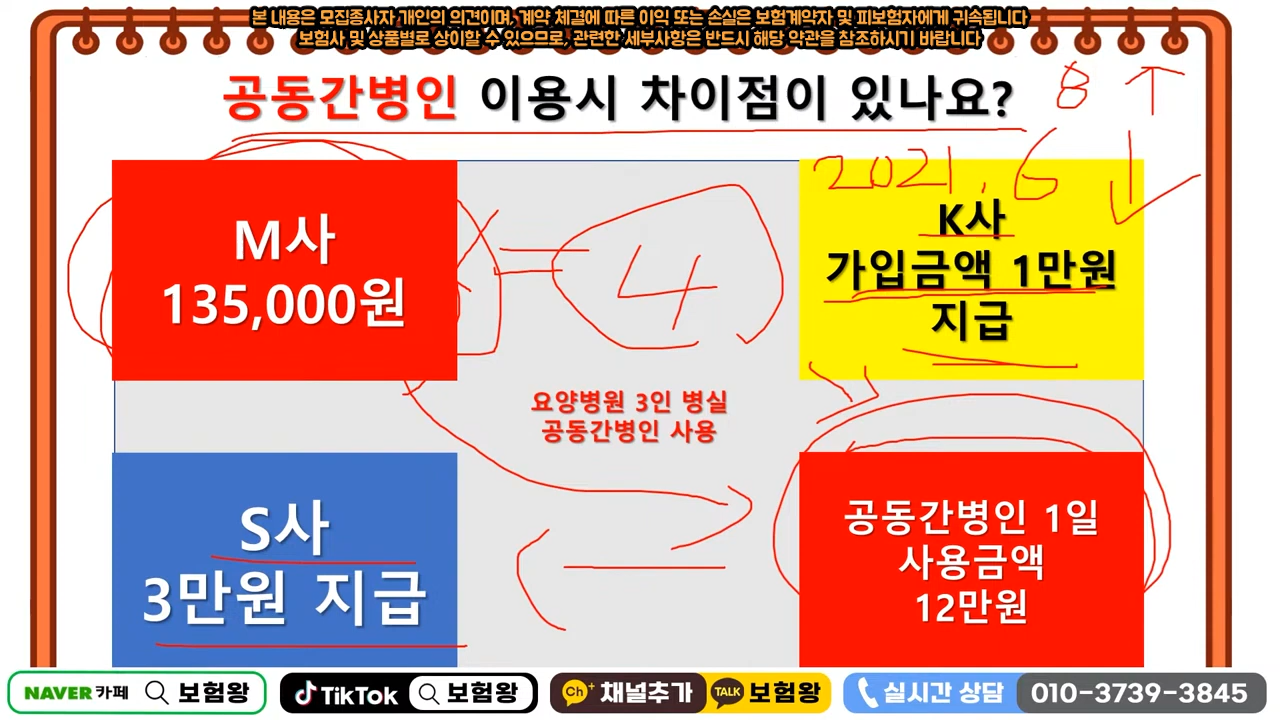 본 내용은 모집종사자 개인의 의견이며, 계약 체결에 따른 이익 또는 손실은 보험계약자 및 피보험자에게 귀속됩니다
보험사 및 상품별로 상이할 수 있으므로, 관련한 세부사항은 반드시 해당 약관을 참조하시기 바랍니다
공동간병인 이용시 차이점이 있나요?
8 ↑
2021. 6 ↓
M사
135,000원
= 4
K사
가입금액 1만원
지급
요양병원 3인 병실
공동간병인 사용
S사
3만원 지급
공동간병인 1일
사용금액
12만원
NAVER 카페 보험왕
TikTok 보험왕
Ch+ 채널추가 TALK 보험왕
실시간 상담 010-3739-3845